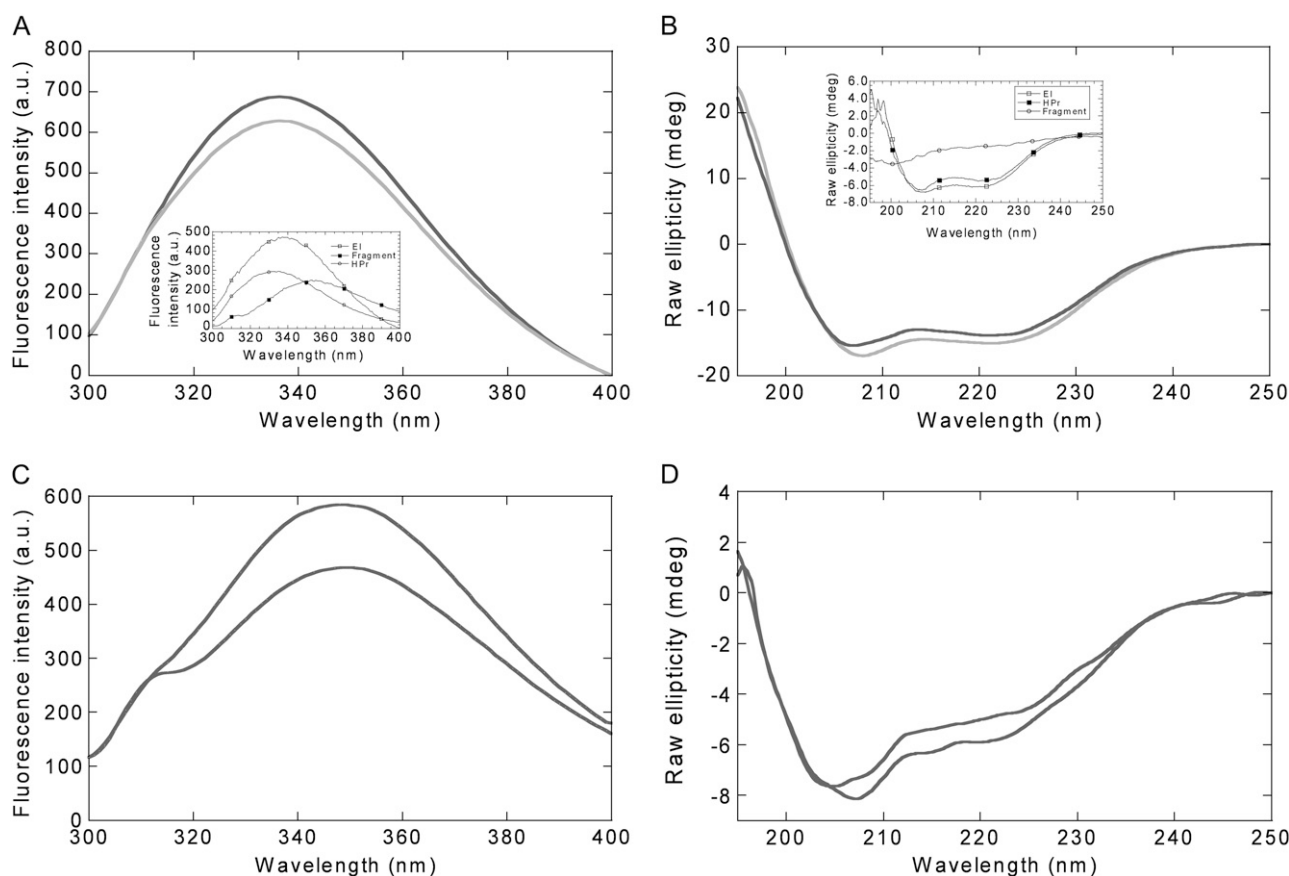 A
Fluorescence intensity (a.u.)
800
700
600
500
400
300
200
100
0
300 320 340 360 380 400
Wavelength (nm)
Fluorescence
intensity (a.u.)
500
400
300
200
100
0
EI
Fragment
HPr
300 320 340 360 380 400
Wavelength (nm)
B
Raw ellipticity (mdeg)
30
20
10
0
-10
-20
200 210 220 230 240 250
Wavelength (nm)
Raw ellipticity (mdeg)
6.0
4.0
2.0
0.0
-2.0
-4.0
-6.0
-8.0
EI
HPr
Fragment
200 210 220 230 240 250
Wavelength (nm)
C
Fluorescence intensity (a.u.)
600
500
400
300
200
100
0
300 320 340 360 380 400
Wavelength (nm)
D
Raw ellipticity (mdeg)
4
2
0
-2
-4
-6
-8
200 210 220 230 240 250
Wavelength (nm)